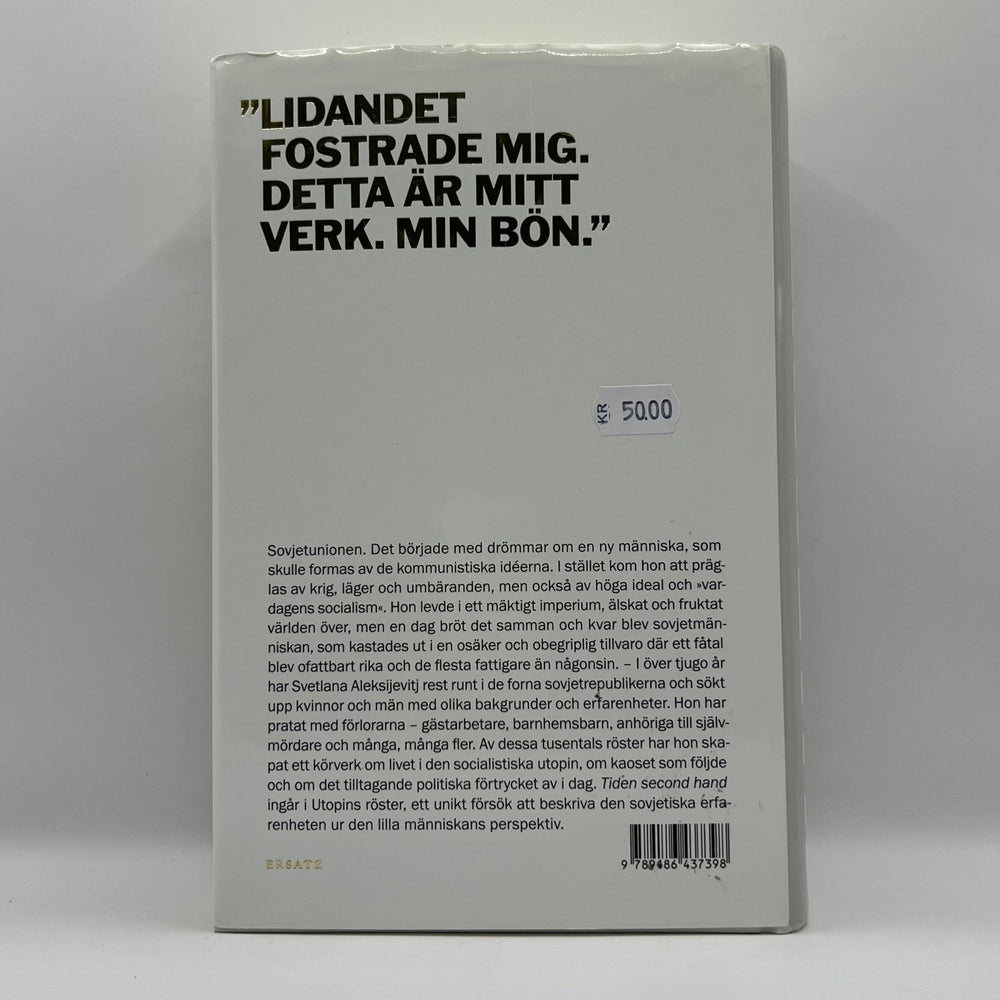 ”LIDANDET
FOSTRADE MIG.
DETTA ÄR MITT
VERK. MIN BÖN.”
KR 50.00
Sovjetunionen. Det började med drömmar om en ny människa, som
skulle formas av de kommunistiska idéerna. I stället kom hon att präg-
las av krig, läger och umbäranden, men också av höga ideal och »var-
dagens socialism«. Hon levde i ett mäktigt imperium, älskat och fruktat
världen över, men en dag bröt det samman och kvar blev sovjetmän-
niskan, som kastades ut i en osäker och obegriplig tillvaro där ett fåtal
blev ofattbart rika och de flesta fattigare än någonsin. – I över tjugo år
har Svetlana Aleksijevitj rest runt i de forna sovjetrepublikerna och sökt
upp kvinnor och män med olika bakgrunder och erfarenheter. Hon har
pratat med förlorarna – gästarbetare, barnhemsbarn, anhöriga till själv-
mördare och många, många fler. Av dessa tusentals röster har hon ska-
pat ett körverk om livet i den socialistiska utopin, om kaoset som följde
och om det tilltagande politiska förtrycket av i dag. Tiden second hand
ingår i Utopins röster, ett unikt försök att beskriva den sovjetiska erfa-
renheten ur den lilla människans perspektiv.
ERSATZ
9 789186 437398